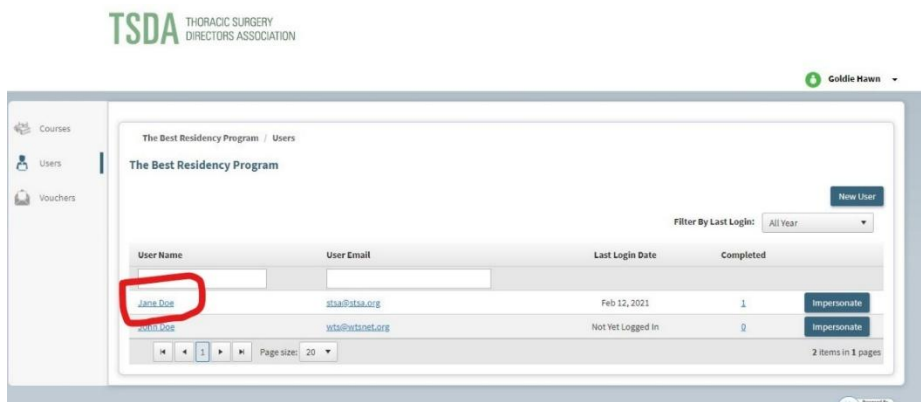 TSDA THORACIC SURGERY
DIRECTORS ASSOCIATION
Goldie Hawn
Courses
Users
Vouchers
The Best Residency Program / Users
The Best Residency Program
New User
Filter By Last Login: All Year
User Name User Email Last Login Date Completed
Jane Doe stsa@stsa.org Feb 12, 2021 1 Impersonate
John Doe wts@wtsnet.org Not Yet Logged In 0 Impersonate
1 Page size: 20 2 items in 1 pages